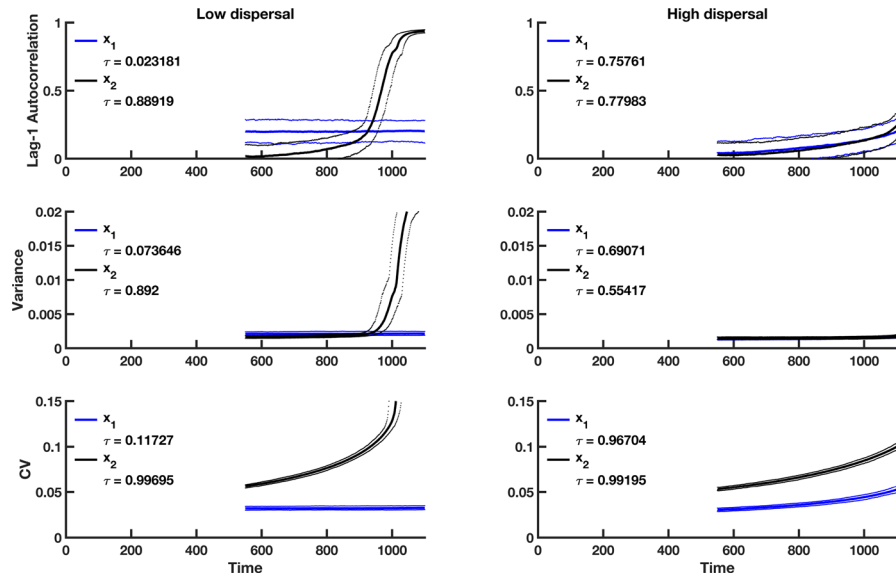 Low dispersal
High dispersal
Lag-1 Autocorrelation
1
0.5
0
x1
τ = 0.023181
x2
τ = 0.88919
0 200 400 600 800 1000
1
0.5
0
x1
τ = 0.75761
x2
τ = 0.77983
0 200 400 600 800 1000
Variance
0.02
0.015
0.01
0.005
0
x1
τ = 0.073646
x2
τ = 0.892
0 200 400 600 800 1000
0.02
0.015
0.01
0.005
0
x1
τ = 0.69071
x2
τ = 0.55417
0 200 400 600 800 1000
CV
0.15
0.1
0.05
0
x1
τ = 0.11727
x2
τ = 0.99695
0 200 400 600 800 1000
Time
0.15
0.1
0.05
0
x1
τ = 0.96704
x2
τ = 0.99195
0 200 400 600 800 1000
Time